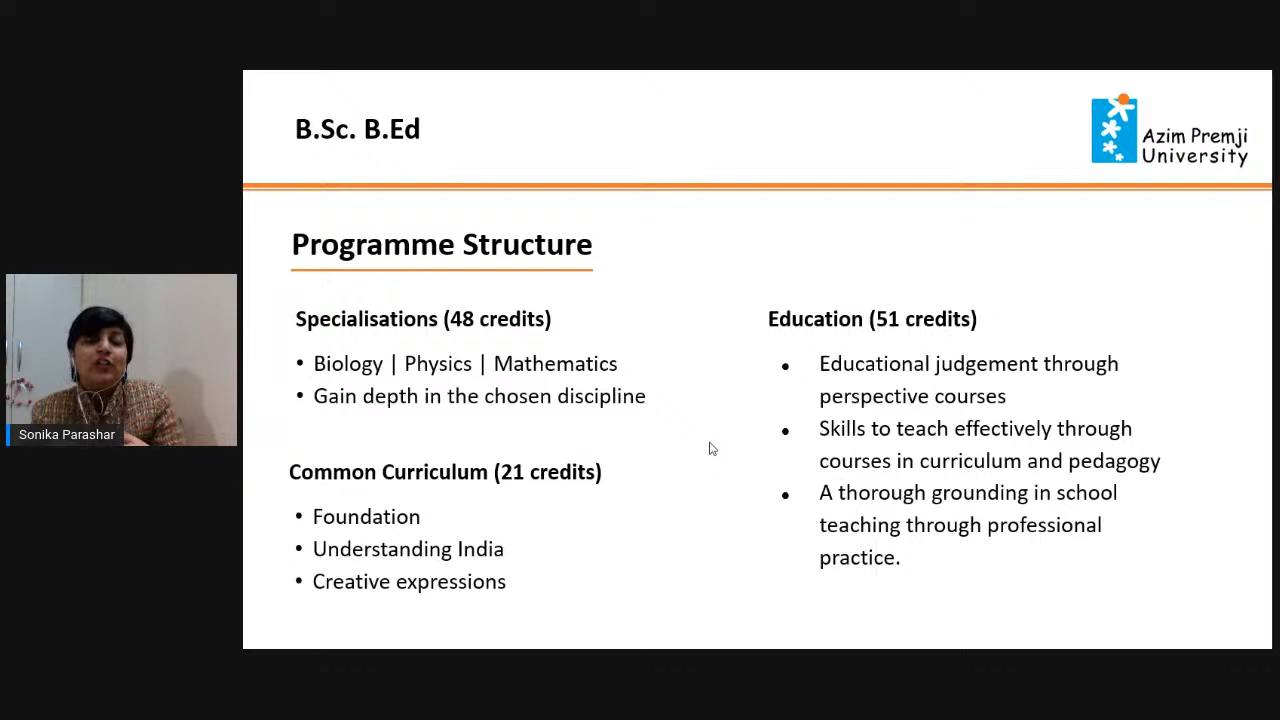 B.Sc. B.Ed
Azim Premji
University
Programme Structure
Specialisations (48 credits)
• Biology | Physics | Mathematics
• Gain depth in the chosen discipline
Common Curriculum (21 credits)
• Foundation
• Understanding India
• Creative expressions
Education (51 credits)
• Educational judgement through
perspective courses
• Skills to teach effectively through
courses in curriculum and pedagogy
• A thorough grounding in school
teaching through professional
practice.
Sonika Parashar